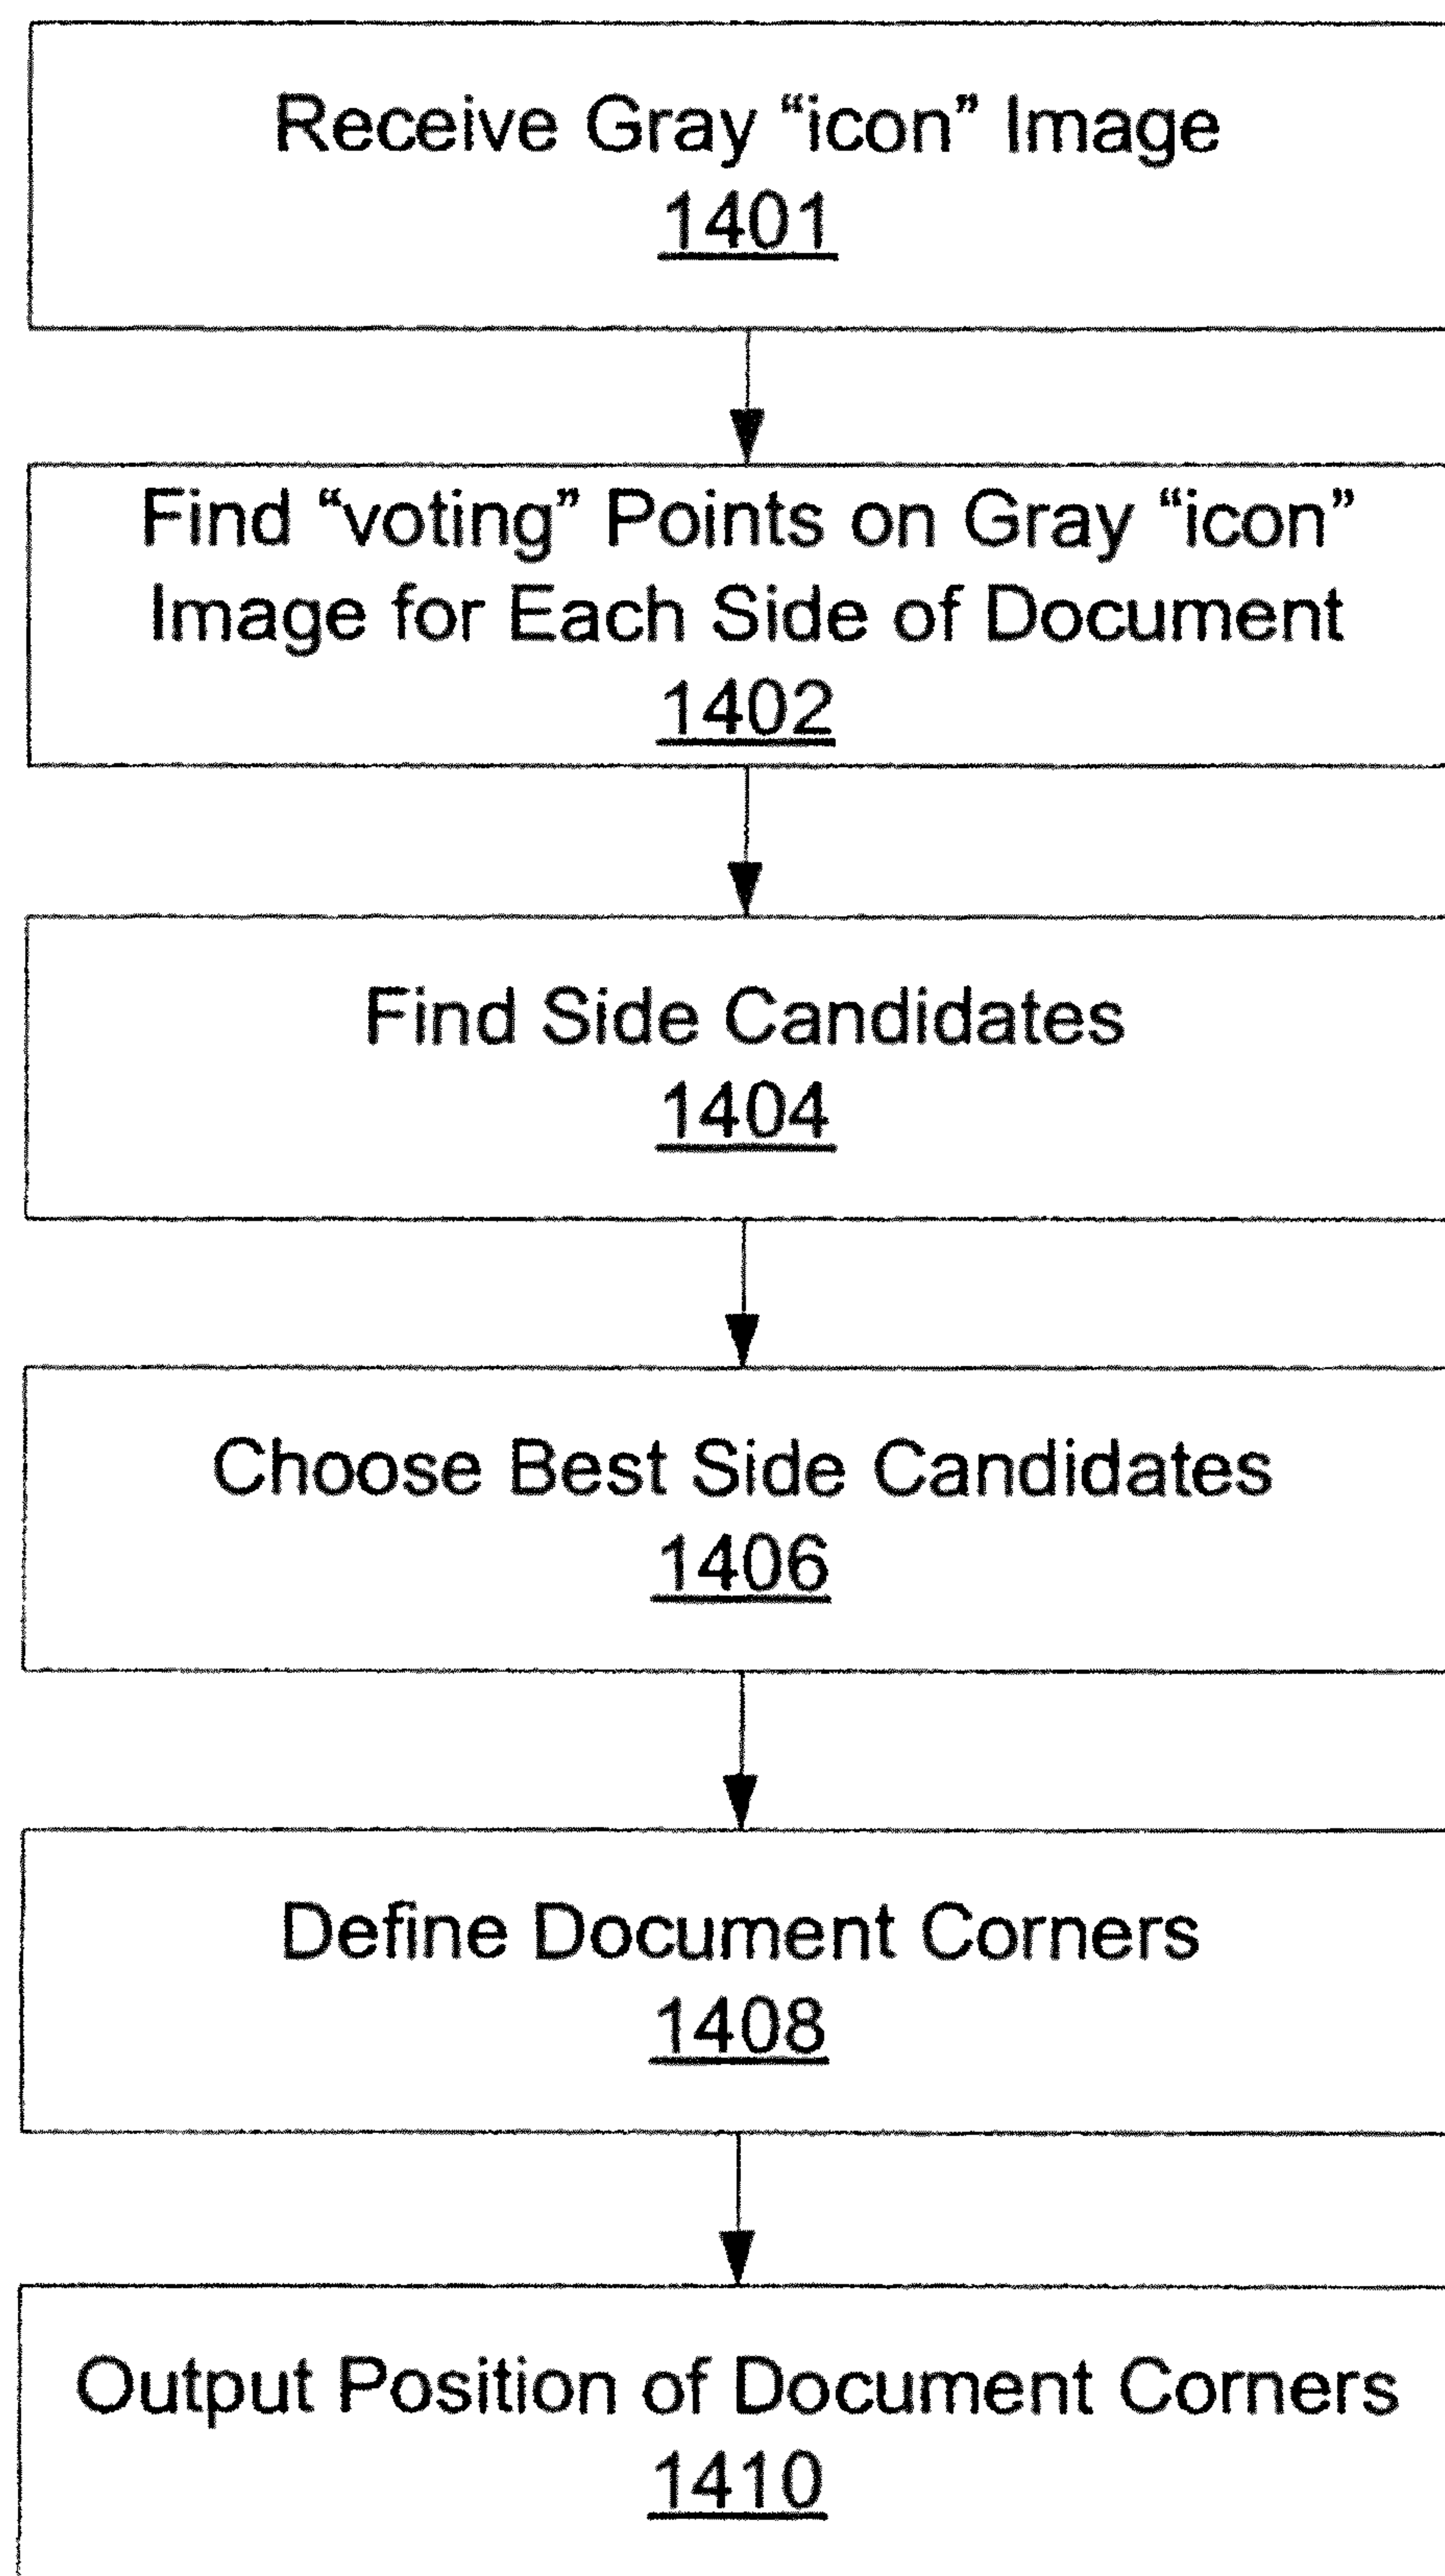 Receive Gray “icon” Image
1401
Find “voting” Points on Gray “icon”
Image for Each Side of Document
1402
Find Side Candidates
1404
Choose Best Side Candidates
1406
Define Document Corners
1408
Output Position of Document Corners
1410